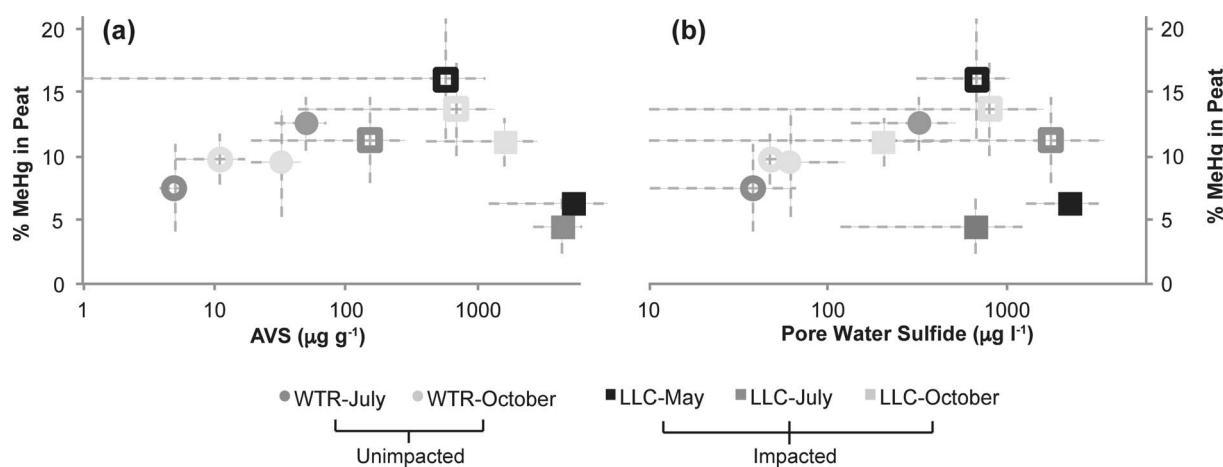 (a)
20
15
10
5
0
% MeHg in Peat
1 10 100 1000
AVS (µg g⁻¹)
(b)
20
15
10
5
0
% MeHg in Peat
10 100 1000
Pore Water Sulfide (µg l⁻¹)
WTR-July WTR-October LLC-May LLC-July LLC-October
Unimpacted Impacted